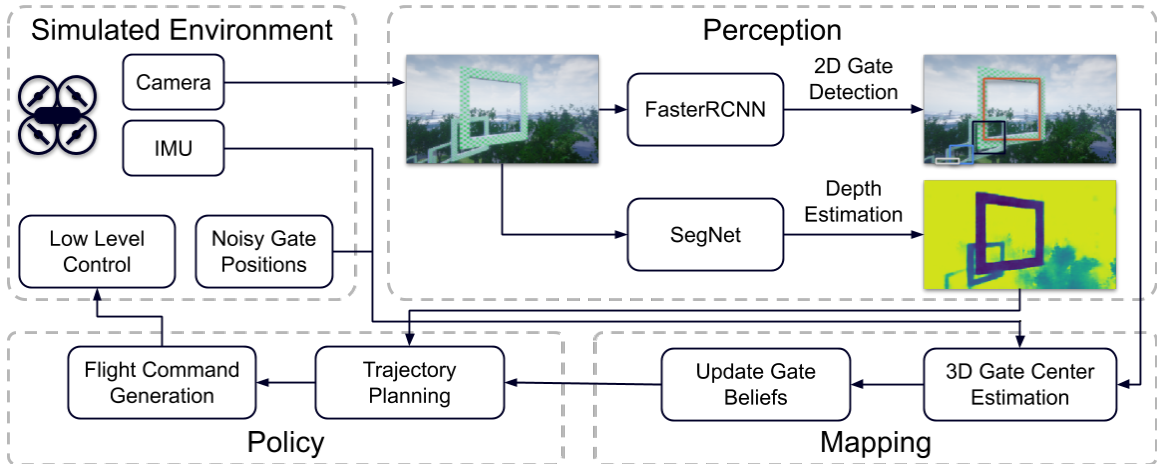 Simulated Environment
Camera
IMU
Low Level
Control
Noisy Gate
Positions
Perception
FasterRCNN
2D Gate
Detection
SegNet
Depth
Estimation
Flight Command
Generation
Trajectory
Planning
Policy
Update Gate
Beliefs
3D Gate Center
Estimation
Mapping